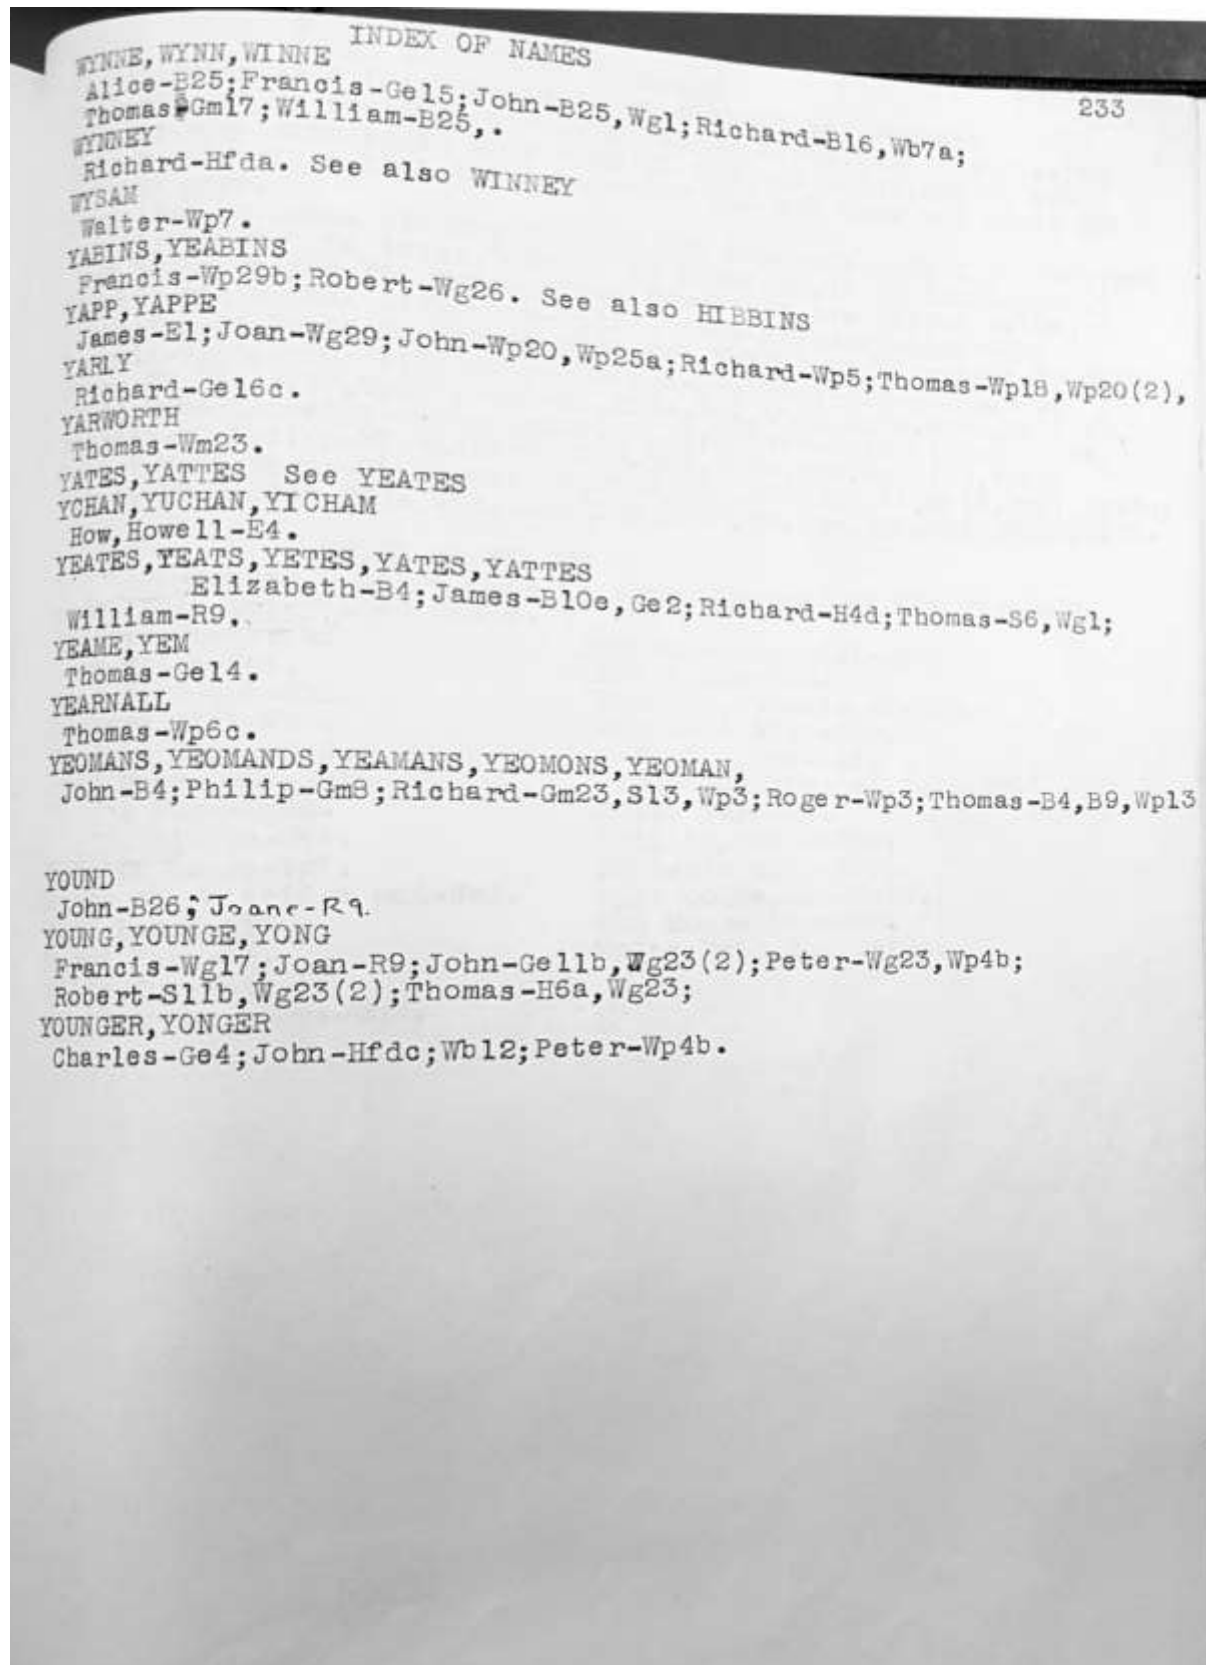 INDEX OF NAMES
233
WYNNE,WYNN,WINNE
Alice-B25;Francis-Ge15;John-B25,Wg1;Richard-B16,Wb7a;
Thomas-Gm17;William-B25,.
WYNNEY
Richard-Hfda. See also WINNEY
WYSAM
Walter-Wp7.
YABINS,YEABINS
Francis-Wp29b;Robert-Wg26. See also HIBBINS
YAPP,YAPPE
James-E1;Joan-Wg29;John-Wp20,Wp25a;Richard-Wp5;Thomas-Wp18,Wp20(2),
YARLY
Richard-Ge16c.
YARWORTH
Thomas-Wm23.
YATES,YATTES See YEATES
YCHAN,YUCHAN,YICHAM
How,Howell-E4.
YEATES,YEATS,YETES,YATES,YATTES
Elizabeth-B4;James-B10e,Ge2;Richard-H4d;Thomas-S6,Wg1;
William-R9.
YEAME,YEM
Thomas-Ge14.
YEARNALL
Thomas-Wp6c.
YEOMANS,YEOMANDS,YEAMANS,YEOMONS,YEOMAN,
John-B4;Philip-Gm8;Richard-Gm23,S13,Wp3;Roger-Wp3;Thomas-B4,B9,Wp13
YOUND
John-B26; Joane-R9.
YOUNG,YOUNGE,YONG
Francis-Wg17;Joan-R9;John-Ge11b,Wg23(2);Peter-Wg23,Wp4b;
Robert-S11b,Wg23(2);Thomas-H6a,Wg23;
YOUNGER,YONGER
Charles-Ge4;John-Hfdc;Wb12;Peter-Wp4b.